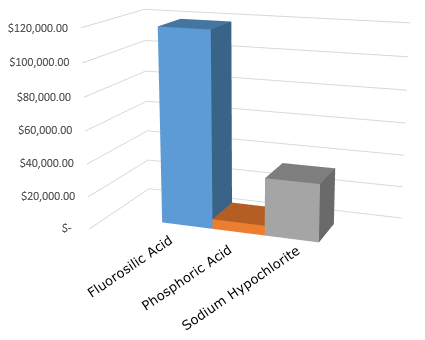 $120,000.00
$100,000.00
$80,000.00
$60,000.00
$40,000.00
$20,000.00
$-
Fluorosilic Acid
Phosphoric Acid
Sodium Hypochlorite